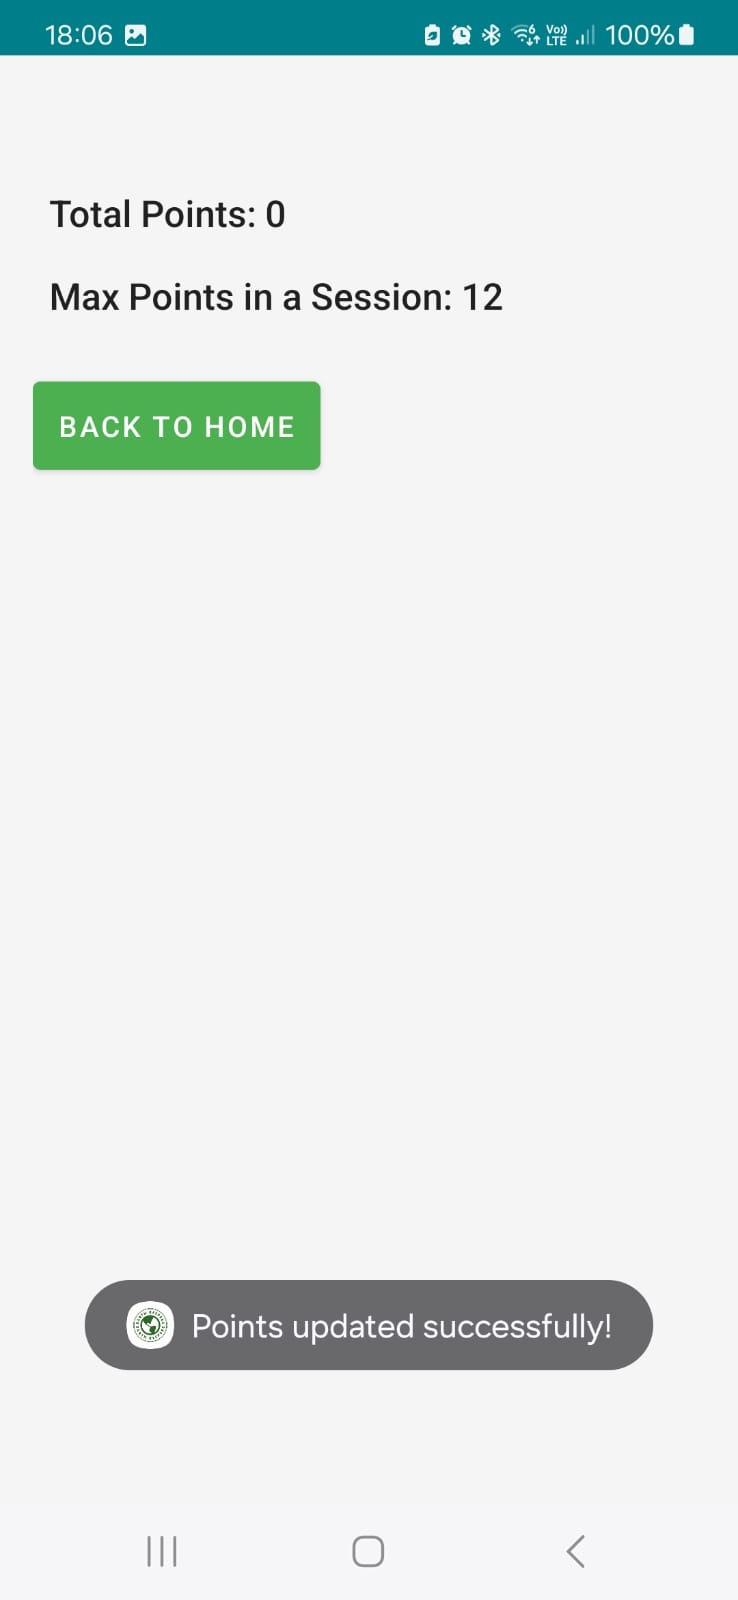 18:06
6 Vo)) LTE 100%
Total Points: 0
Max Points in a Session: 12
BACK TO HOME
Points updated successfully!